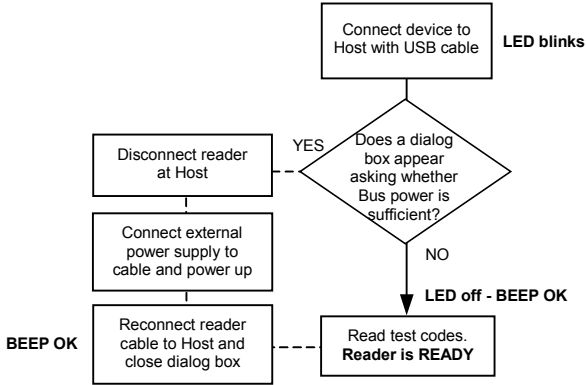 Connect device to
Host with USB cable
LED blinks
YES
Does a dialog
box appear
asking whether
Bus power is
sufficient?
Disconnect reader
at Host
Connect external
power supply to
cable and power up
NO
LED off - BEEP OK
BEEP OK
Reconnect reader
cable to Host and
close dialog box
Read test codes.
Reader is READY